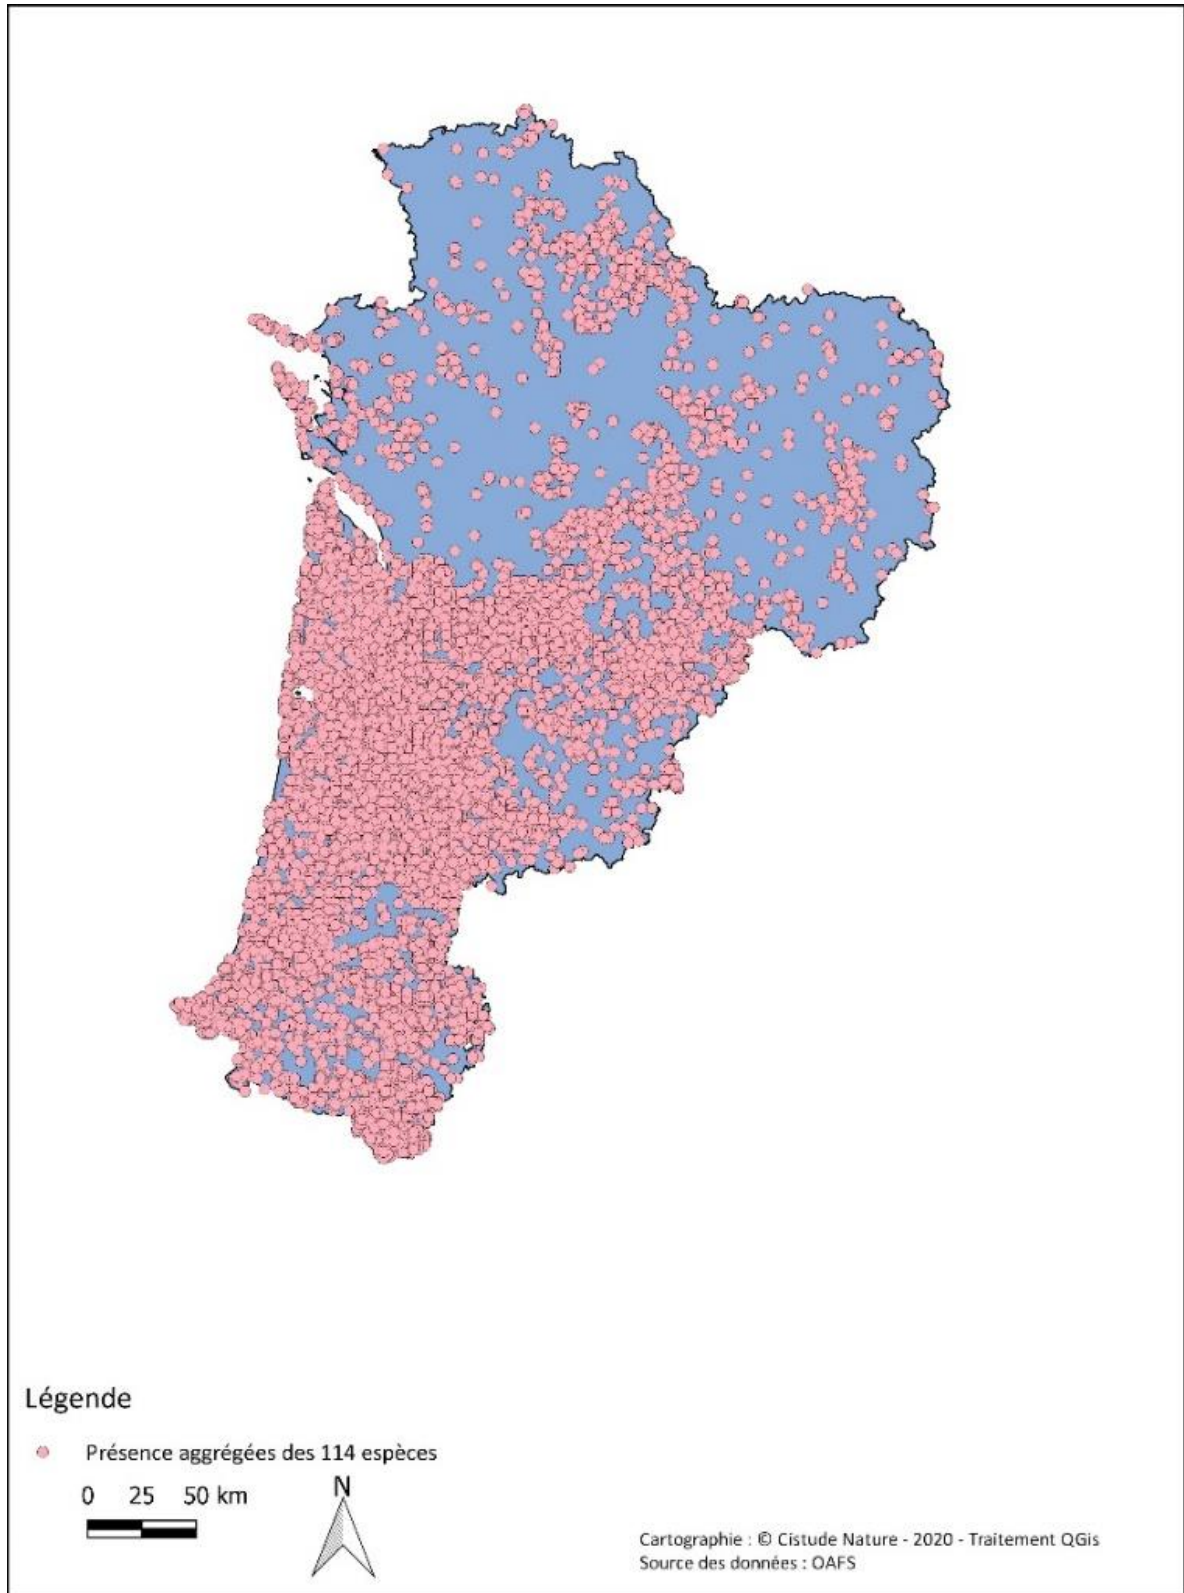 Légende
Présence aggrégées des 114 espèces
0 25 50 km
N
Cartographie : © Cistude Nature - 2020 - Traitement QGis
Source des données : OAFS